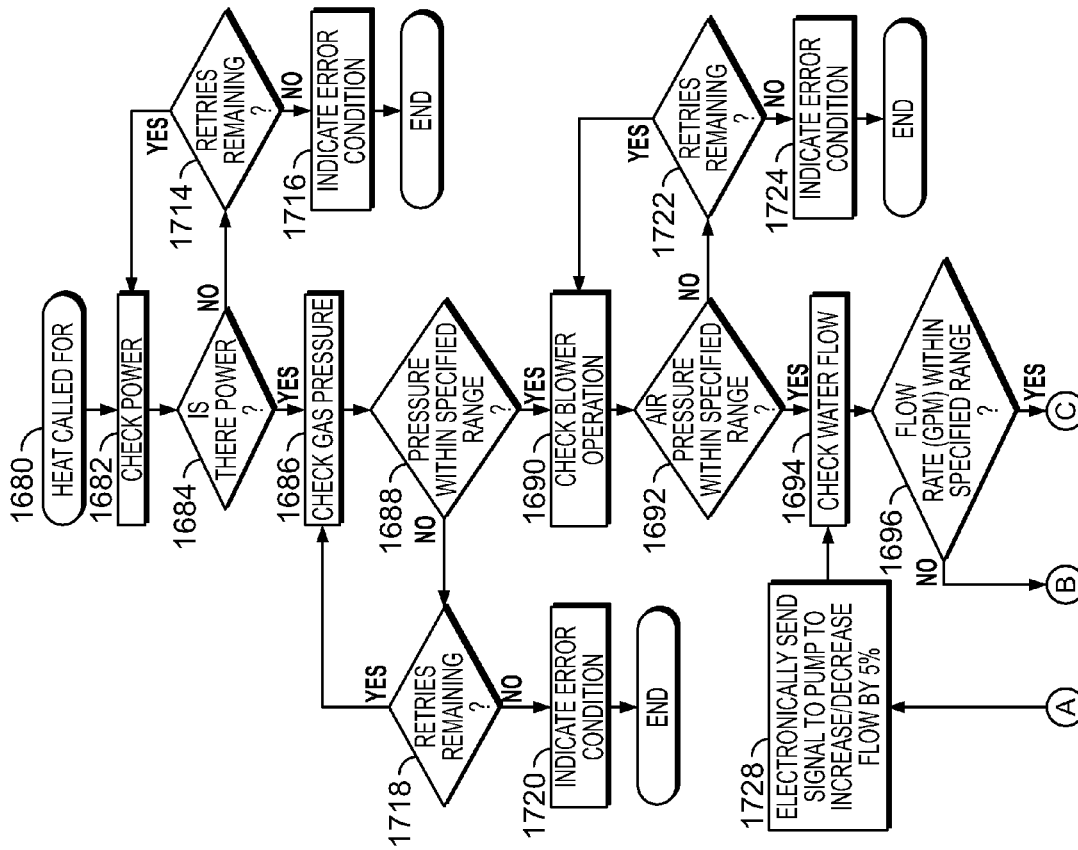 1680
HEAT CALLED FOR
1682
CHECK POWER
1684
IS
THERE POWER
?
NO
YES
1714
RETRIES
REMAINING
?
YES
NO
1716
INDICATE ERROR
CONDITION
END
1686
CHECK GAS PRESSURE
1688
PRESSURE
WITHIN SPECIFIED
RANGE
?
NO
YES
1718
RETRIES
REMAINING
?
YES
NO
1720
INDICATE ERROR
CONDITION
END
1690
CHECK BLOWER
OPERATION
1692
AIR
PRESSURE
WITHIN SPECIFIED
RANGE
?
NO
YES
1722
RETRIES
REMAINING
?
YES
NO
1724
INDICATE ERROR
CONDITION
END
1694
CHECK WATER FLOW
1696
FLOW
RATE (GPM) WITHIN
SPECIFIED RANGE
?
NO
YES
1728
ELECTRONICALLY SEND
SIGNAL TO PUMP TO
INCREASE/DECREASE
FLOW BY 5%
A
B
C